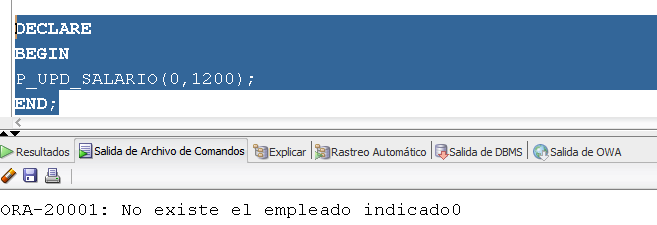 DECLARE
BEGIN
P_UPD_SALARIO(0,1200);
END;
Resultados Salida de Archivo de Comandos Explicar Rastreo Automático Salida de DBMS Salida de OWA
ORA-20001: No existe el empleado indicado0